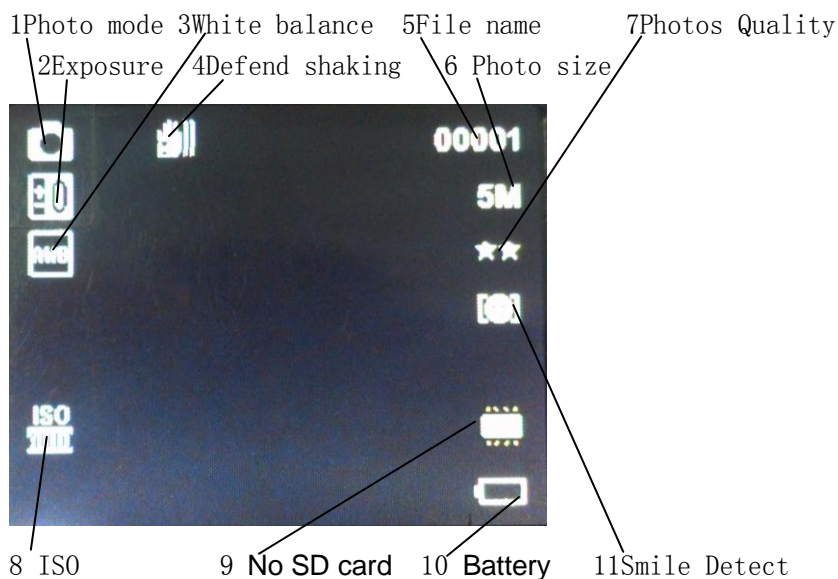 1Photo mode 3White balance 5File name 7Photos Quality
2Exposure 4Defend shaking 6 Photo size
00001
5M
AWB
ISO
8 ISO 9 No SD card 10 Battery 11Smile Detect